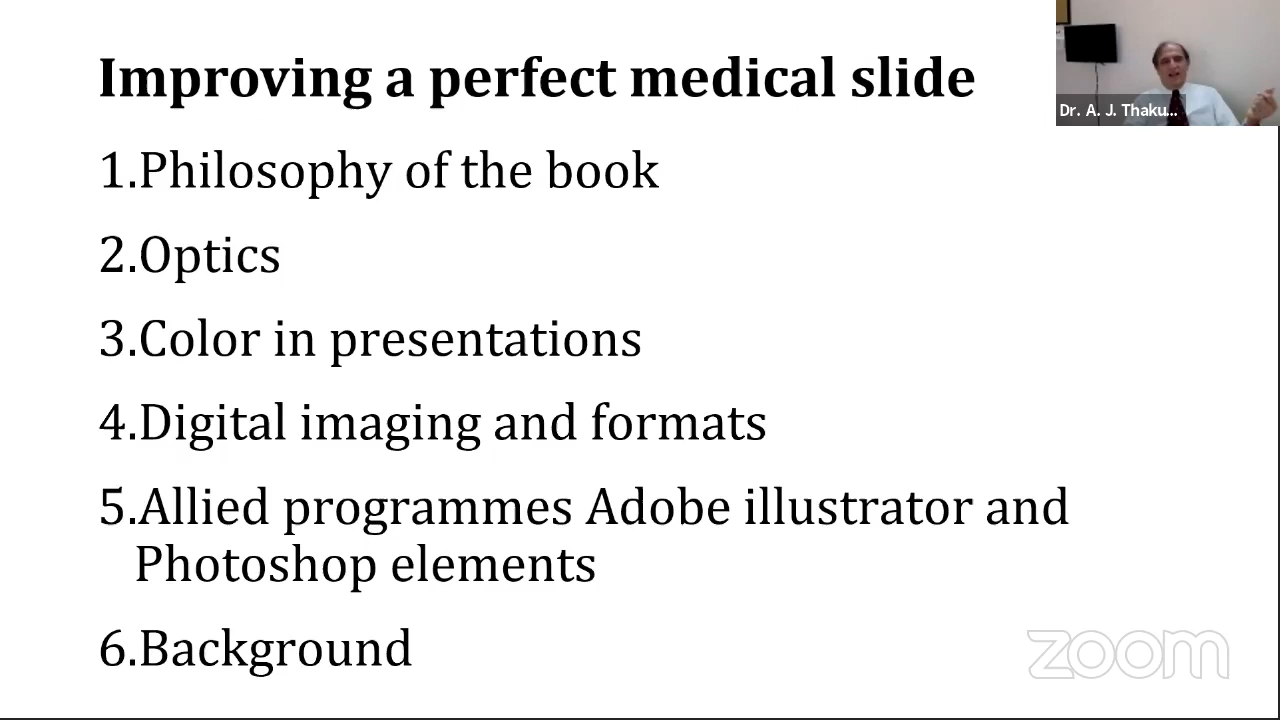 Improving a perfect medical slide
Dr. A. J. Thaku...
1.Philosophy of the book
2.Optics
3.Color in presentations
4.Digital imaging and formats
5.Allied programmes Adobe illustrator and
Photoshop elements
6.Background
zoom